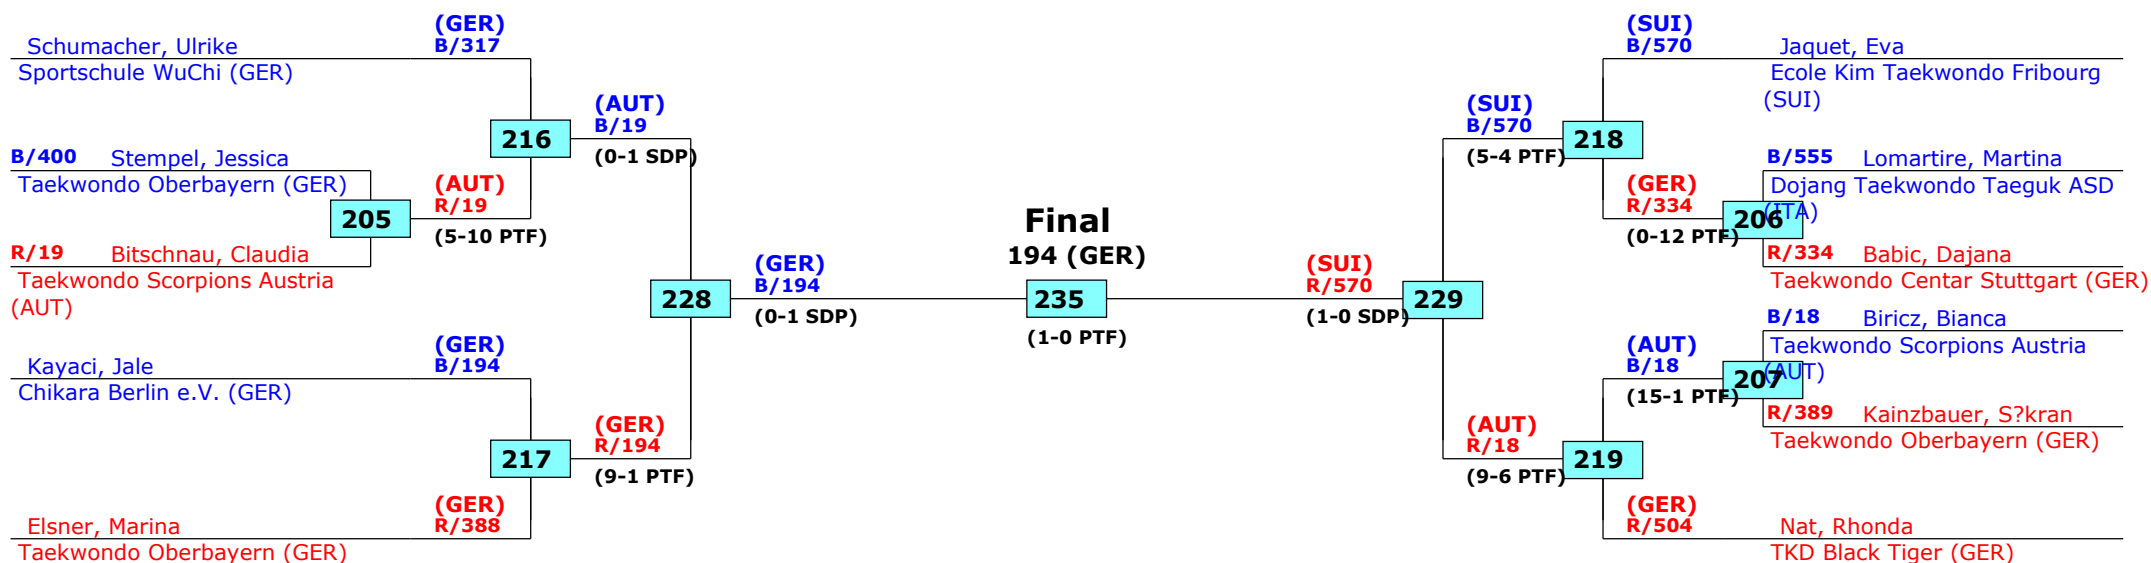 (GER)
B/317
Schumacher, Ulrike
Sportschule WuChi (GER)
(AUT)
B/19
216
(0-1 SDP)
B/400 Stempel, Jessica
Taekwondo Oberbayern (GER)
(AUT)
R/19
205
(5-10 PTF)
R/19 Bitschnau, Claudia
Taekwondo Scorpions Austria
(AUT)
(GER)
B/194
228
(0-1 SDP)
(GER)
B/194
Kayaci, Jale
Chikara Berlin e.V. (GER)
(GER)
R/194
217
(9-1 PTF)
(GER)
R/388
Elsner, Marina
Taekwondo Oberbayern (GER)
Final
194 (GER)
235
(1-0 PTF)
(SUI)
B/570
Jaquet, Eva
Ecole Kim Taekwondo Fribourg
(SUI)
(SUI)
B/570
218
(5-4 PTF)
B/555 Lomartire, Martina
Dojang Taekwondo Taeguk ASD
(ITA)
(GER)
R/334
206
(0-12 PTF)
R/334 Babic, Dajana
Taekwondo Centar Stuttgart (GER)
(SUI)
R/570
229
(1-0 SDP)
B/18 Biricz, Bianca
Taekwondo Scorpions Austria
(AUT)
(AUT)
B/18
207
(15-1 PTF)
R/389 Kainzbauer, S?kran
Taekwondo Oberbayern (GER)
(AUT)
R/18
219
(9-6 PTF)
(GER)
R/504
Nat, Rhonda
TKD Black Tiger (GER)